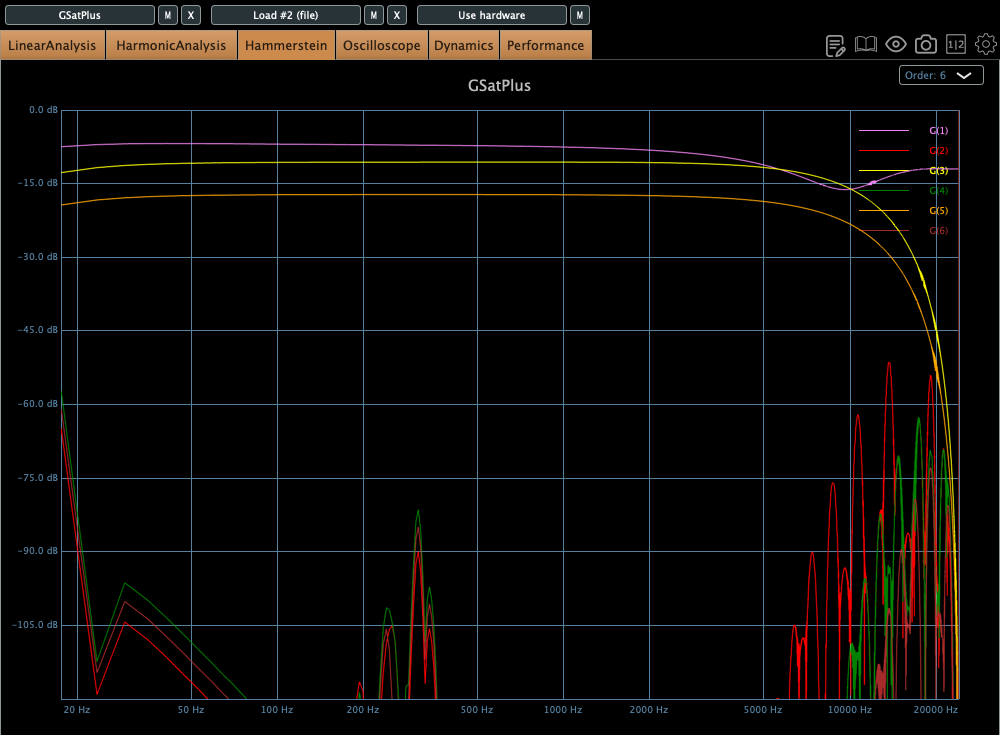 GSatPlus M X Load #2 (file) M X Use hardware M
LinearAnalysis HarmonicAnalysis Hammerstein Oscilloscope Dynamics Performance 1|2
Order: 6
GSatPlus
0.0 dB
G(1)
G(2)
G(3)
-15.0 dB
G(4)
G(5)
G(6)
-30.0 dB
-45.0 dB
-60.0 dB
-75.0 dB
-90.0 dB
-105.0 dB
20 Hz 50 Hz 100 Hz 200 Hz 500 Hz 1000 Hz 2000 Hz 5000 Hz 10000 Hz 20000 Hz